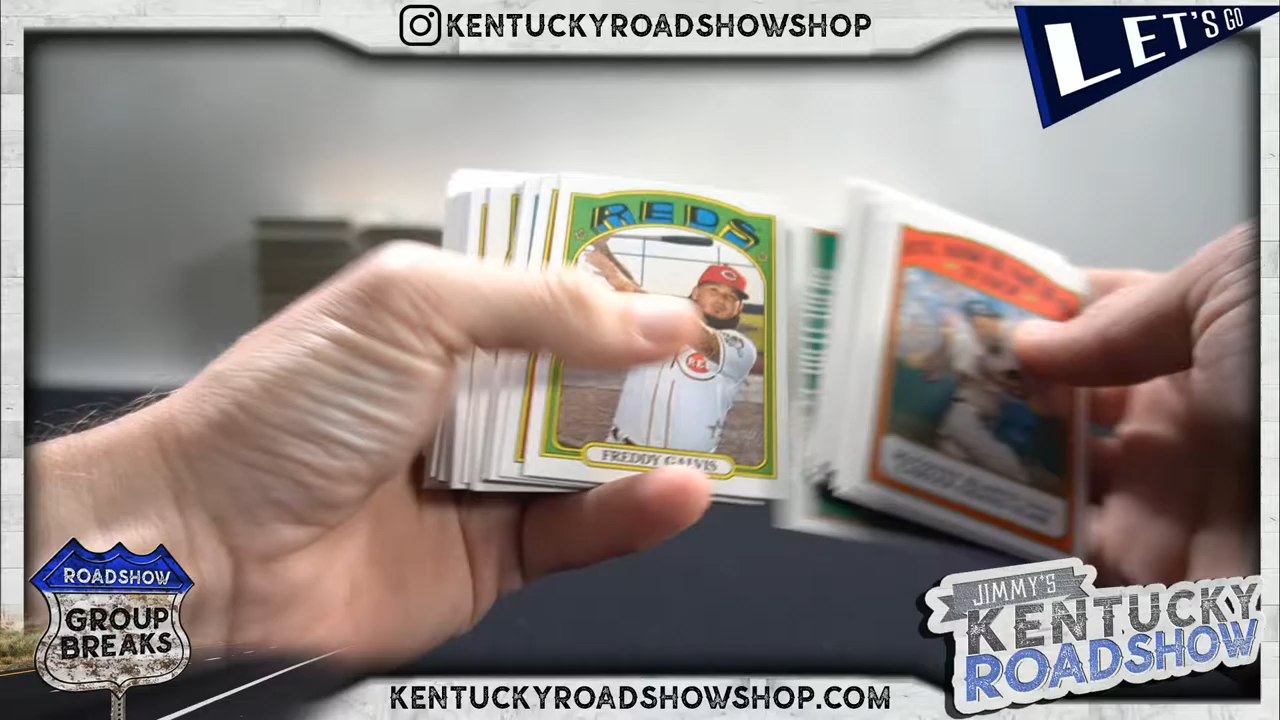 KENTUCKYROADSHOWSHOP
LET'S GO
REDS
FREDDY GALVIS
ROADSHOW
GROUP
BREAKS
JIMMY'S
KENTUCKY
ROADSHOW
KENTUCKYROADSHOWSHOP.COM